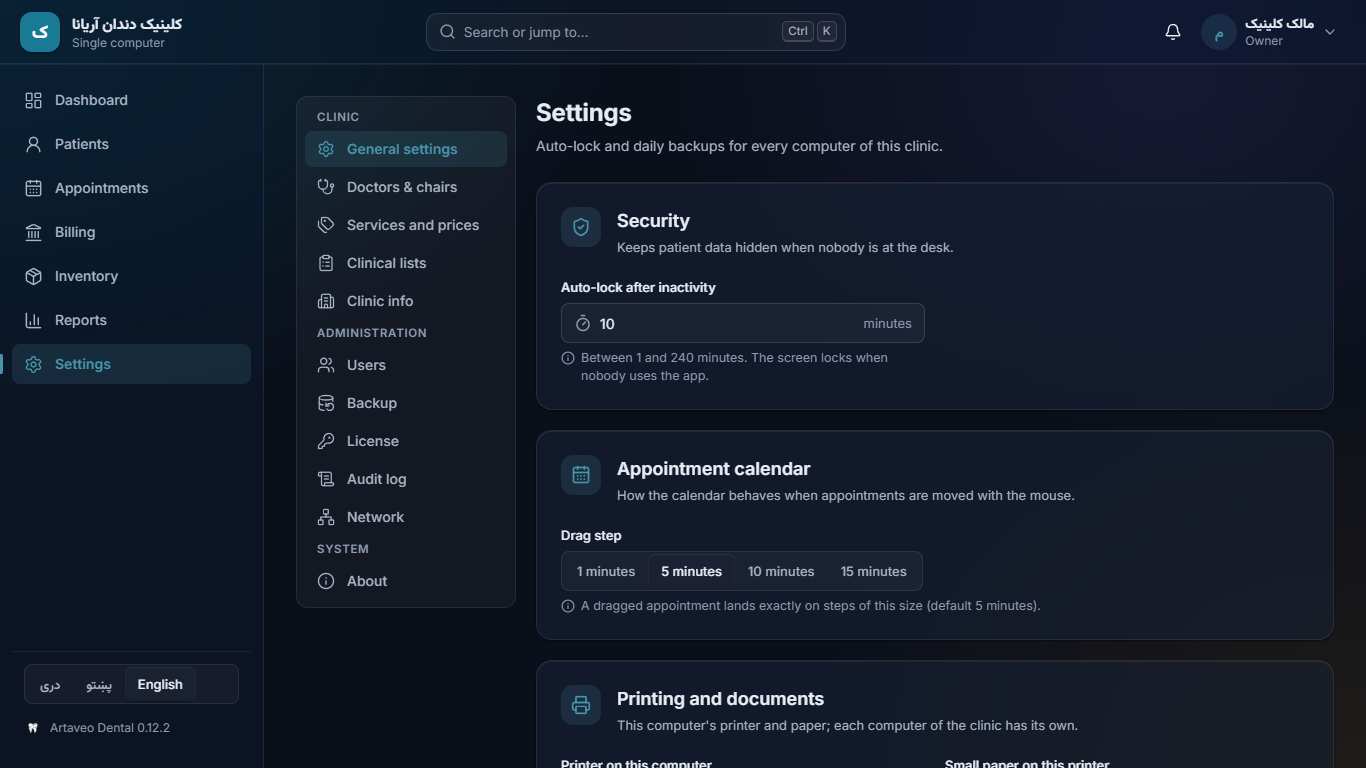 ک
کلینیک دندان آریانا
Single computer
Search or jump to...
Ctrl K
م
مالک کلینیک
Owner
Dashboard
Patients
Appointments
Billing
Inventory
Reports
Settings
دری
پښتو
English
Artaveo Dental 0.12.2
CLINIC
General settings
Doctors & chairs
Services and prices
Clinical lists
Clinic info
ADMINISTRATION
Users
Backup
License
Audit log
Network
SYSTEM
About
Settings
Auto-lock and daily backups for every computer of this clinic.
Security
Keeps patient data hidden when nobody is at the desk.
Auto-lock after inactivity
10 minutes
Between 1 and 240 minutes. The screen locks when
nobody uses the app.
Appointment calendar
How the calendar behaves when appointments are moved with the mouse.
Drag step
1 minutes 5 minutes 10 minutes 15 minutes
A dragged appointment lands exactly on steps of this size (default 5 minutes).
Printing and documents
This computer's printer and paper; each computer of the clinic has its own.
Printer on this computer
Small paper on this printer